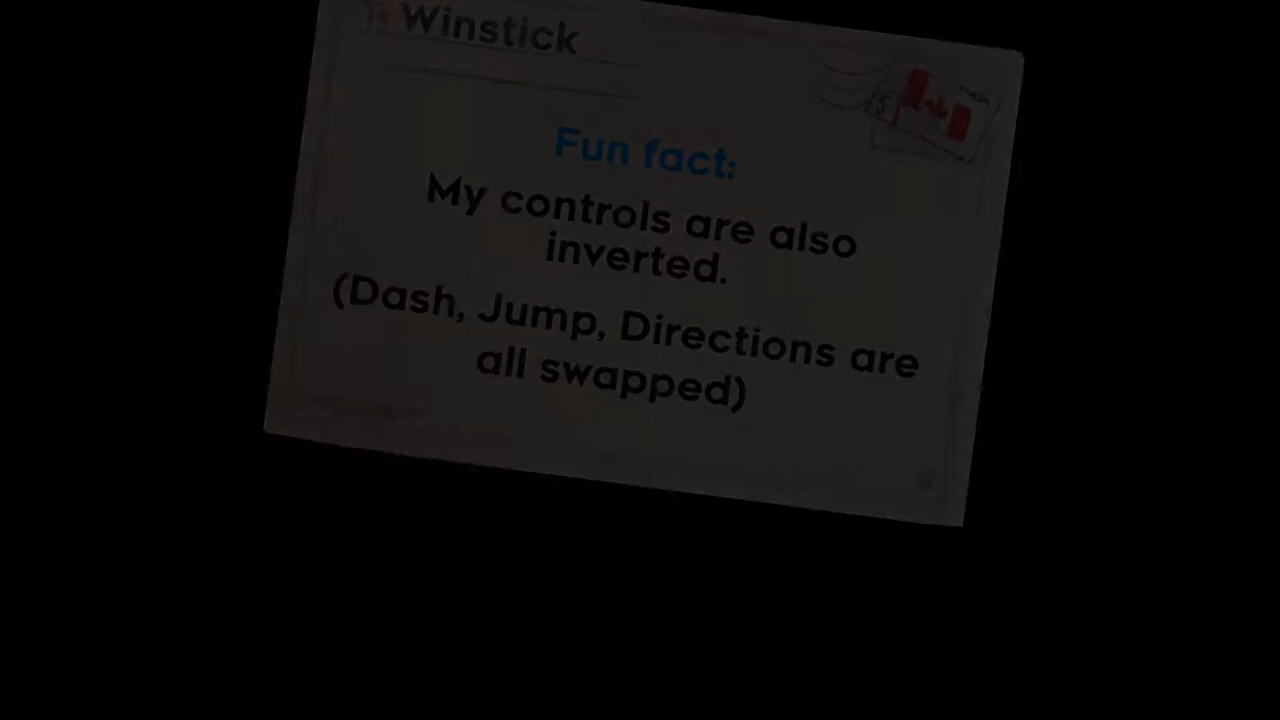 Winstick
Fun fact:
My controls are also
inverted.
(Dash, Jump, Directions are
all swapped)